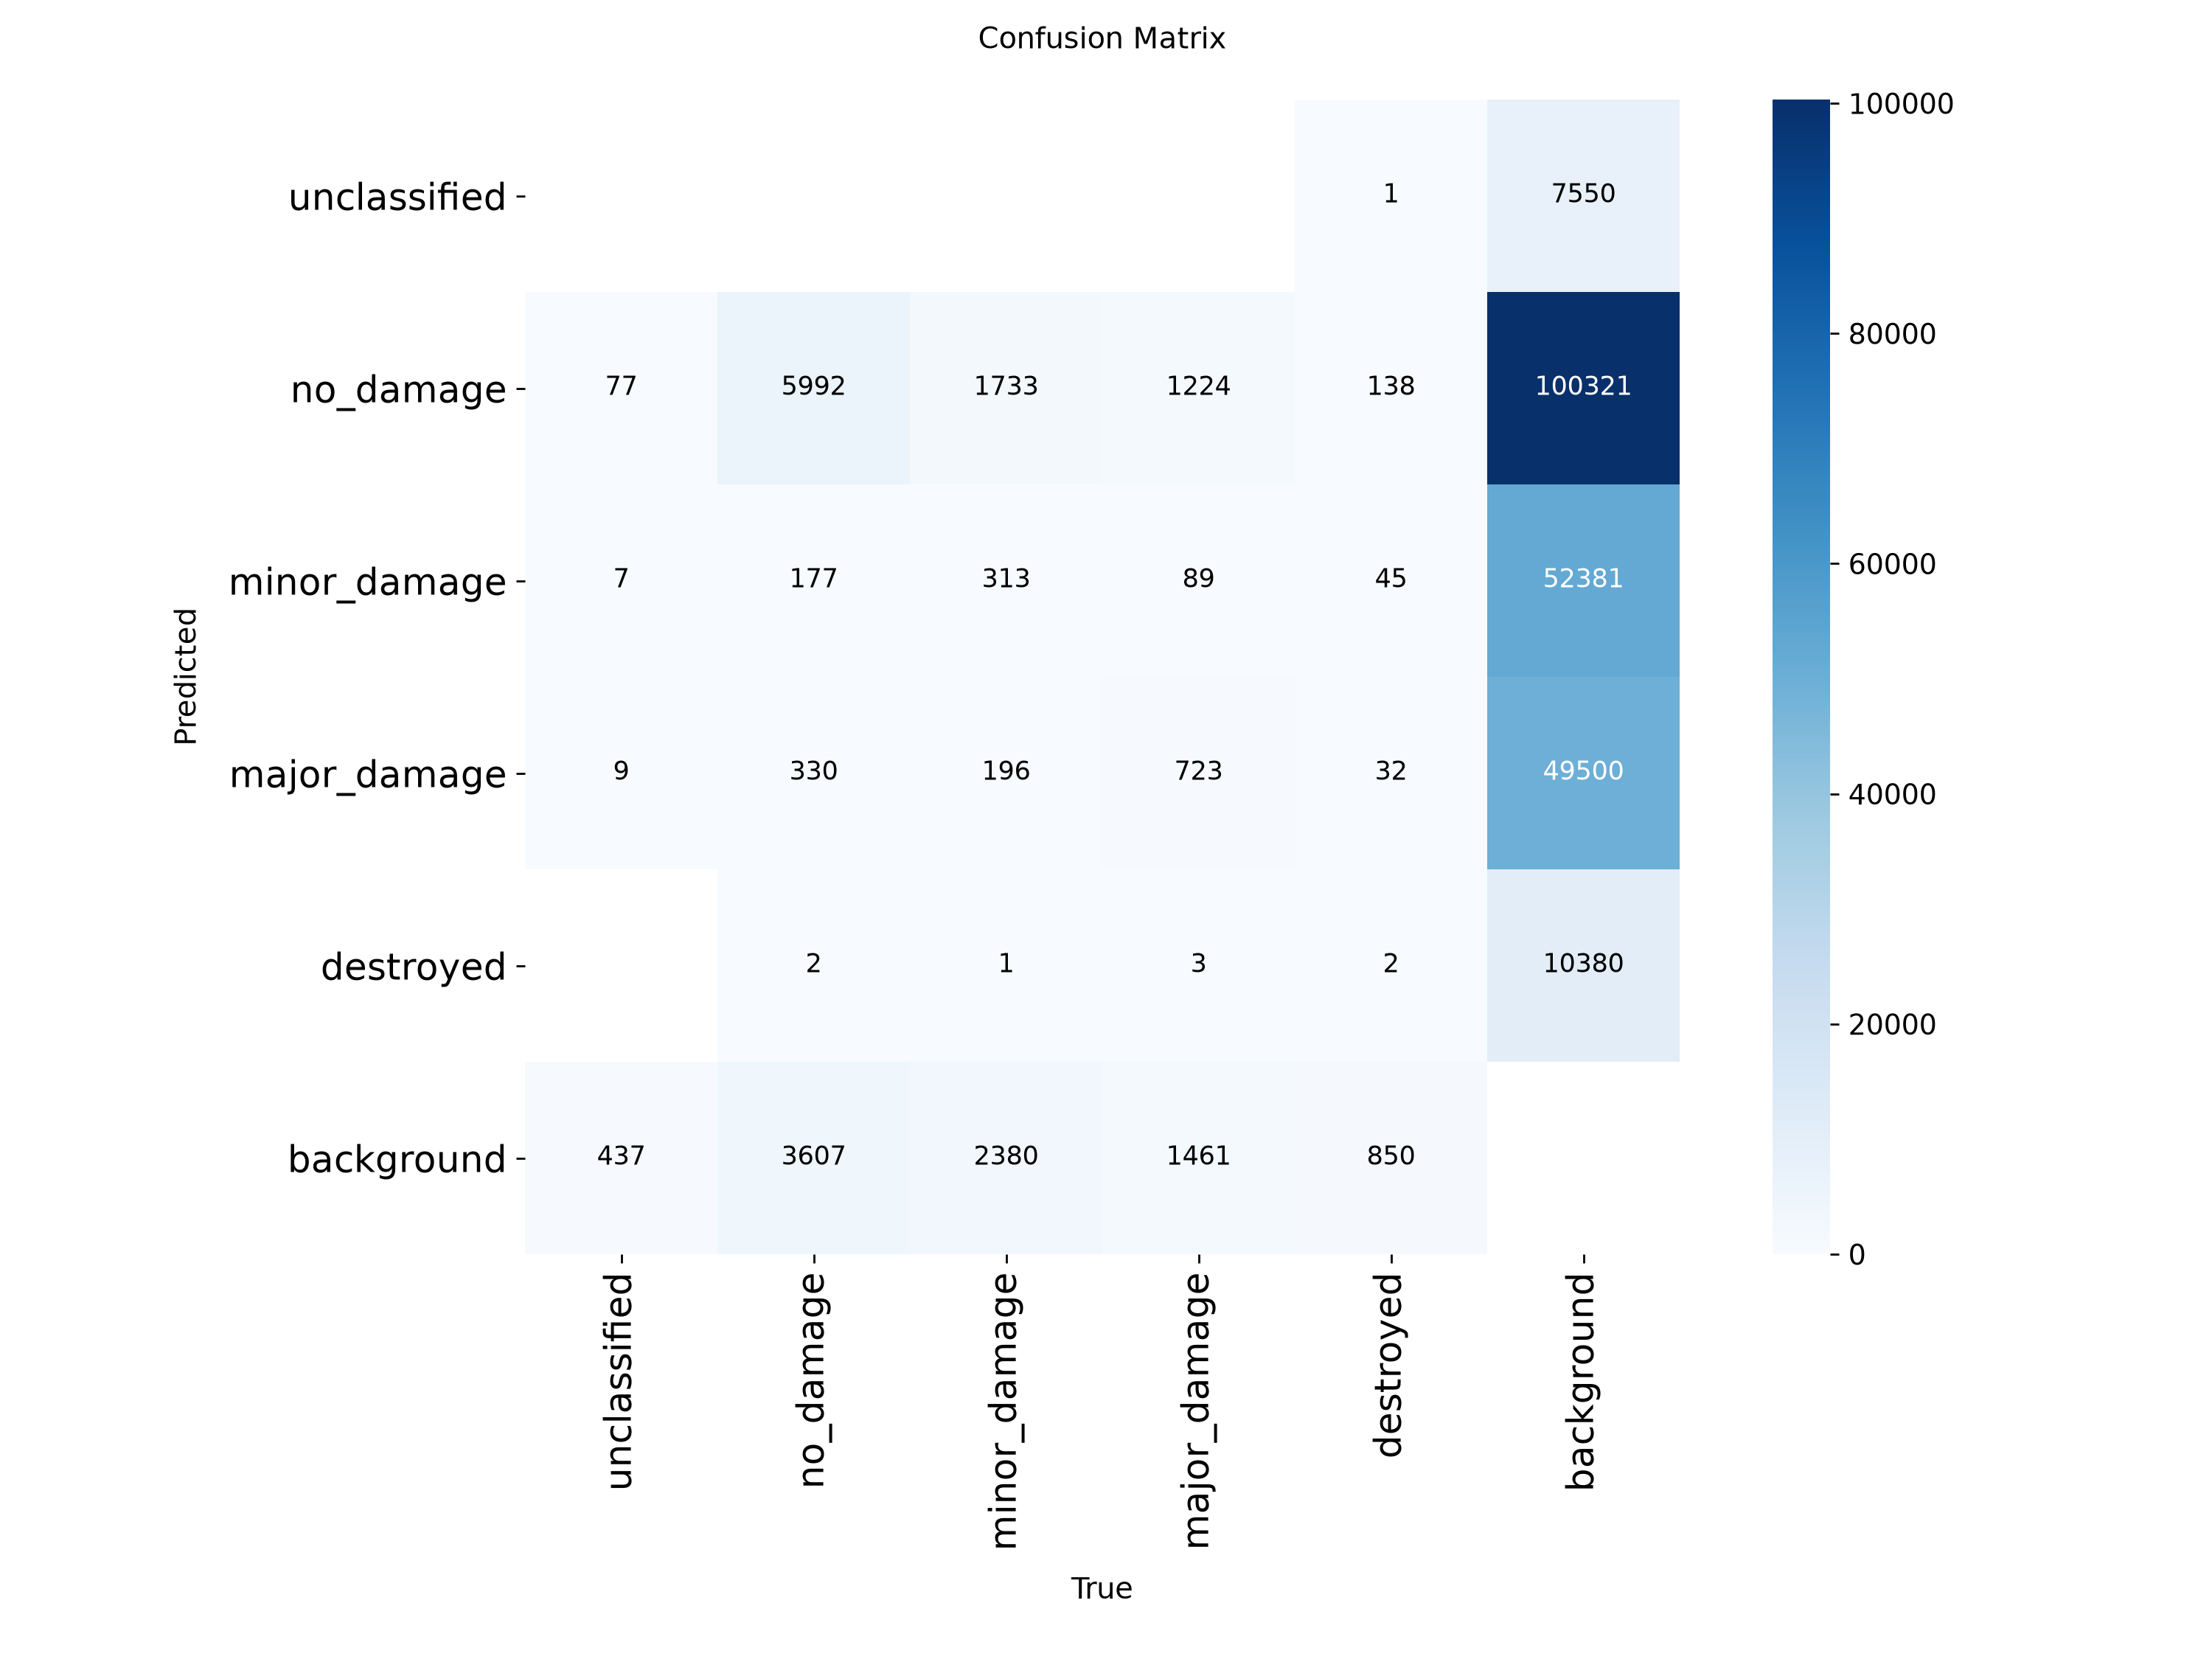 Confusion Matrix
unclassified 1 7550
no_damage 77 5992 1733 1224 138 100321
minor_damage 7 177 313 89 45 52381
major_damage 9 330 196 723 32 49500
destroyed 2 1 3 2 10380
background 437 3607 2380 1461 850
Predicted
unclassified
no_damage
minor_damage
major_damage
destroyed
background
True
100000
80000
60000
40000
20000
0